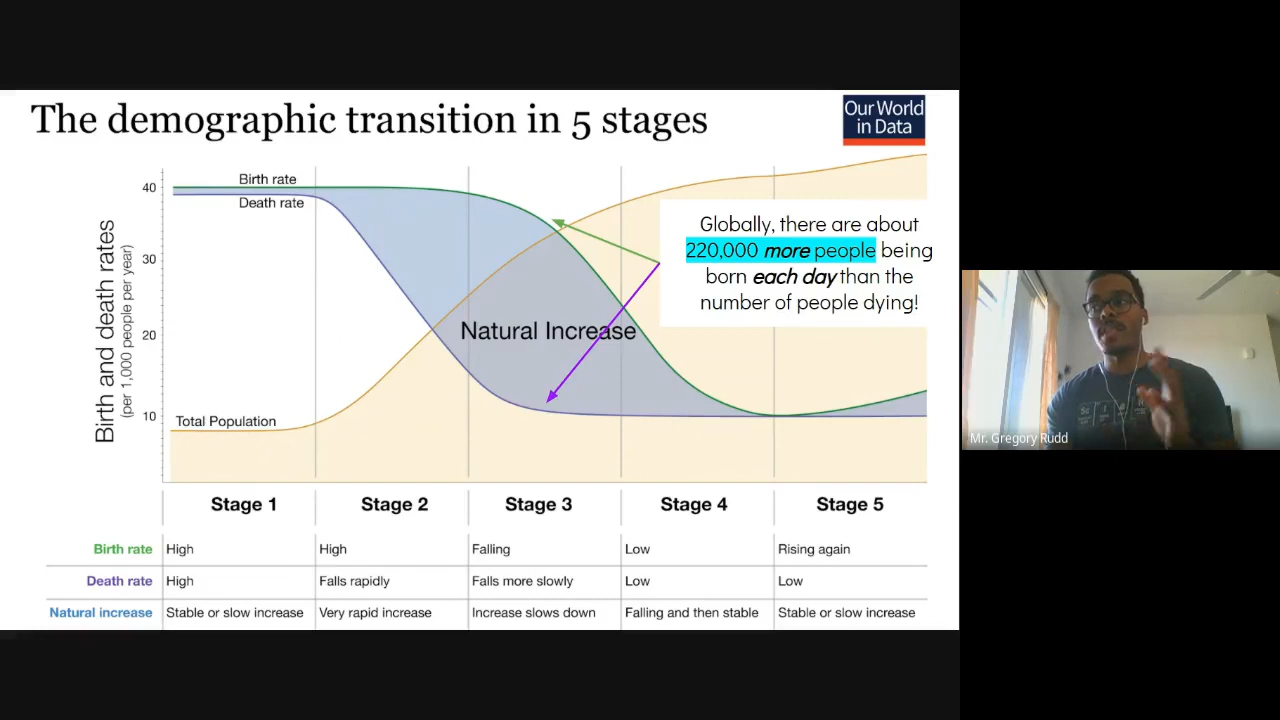 The demographic transition in 5 stages
Our World
in Data
Birth and death rates
(per 1,000 people per year)
40
30
20
10
Birth rate
Death rate
Total Population
Natural Increase
Globally, there are about
220,000 more people being
born each day than the
number of people dying!
Stage 1 Stage 2 Stage 3 Stage 4 Stage 5
Birth rate High High Falling Low Rising again
Death rate High Falls rapidly Falls more slowly Low Low
Natural increase Stable or slow increase Very rapid increase Increase slows down Falling and then stable Stable or slow increase
Mr. Gregory Rudd